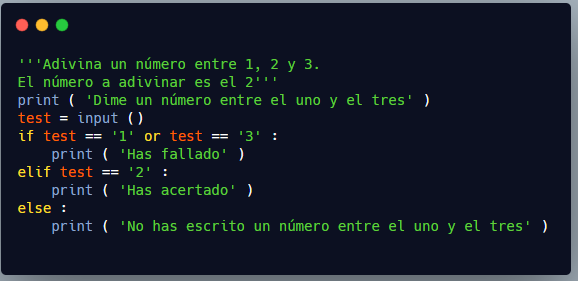 '''Adivina un número entre 1, 2 y 3.
El número a adivinar es el 2'''
print ( 'Dime un número entre el uno y el tres' )
test = input ()
if test == '1' or test == '3' :
    print ( 'Has fallado' )
elif test == '2' :
    print ( 'Has acertado' )
else :
    print ( 'No has escrito un número entre el uno y el tres' )